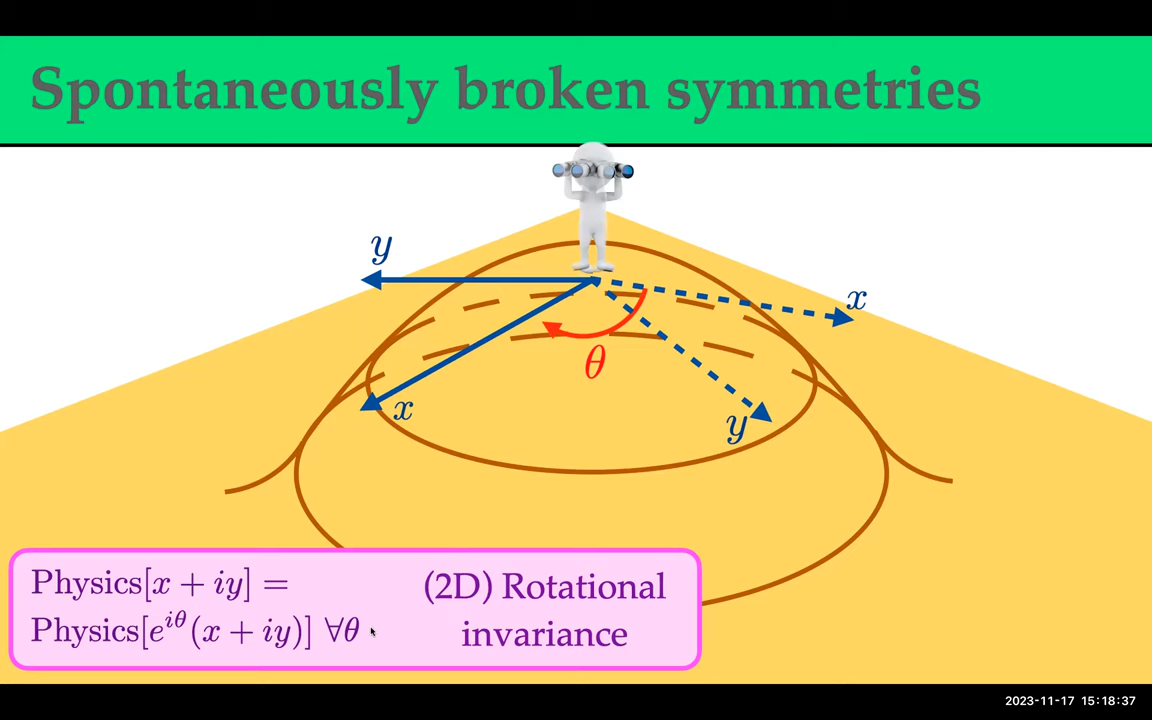 Spontaneously broken symmetries
y
x
θ
x
y
Physics[x + iy] =
Physics[e^{iθ}(x + iy)] ∀θ
(2D) Rotational
invariance
2023-11-17 15:18:37